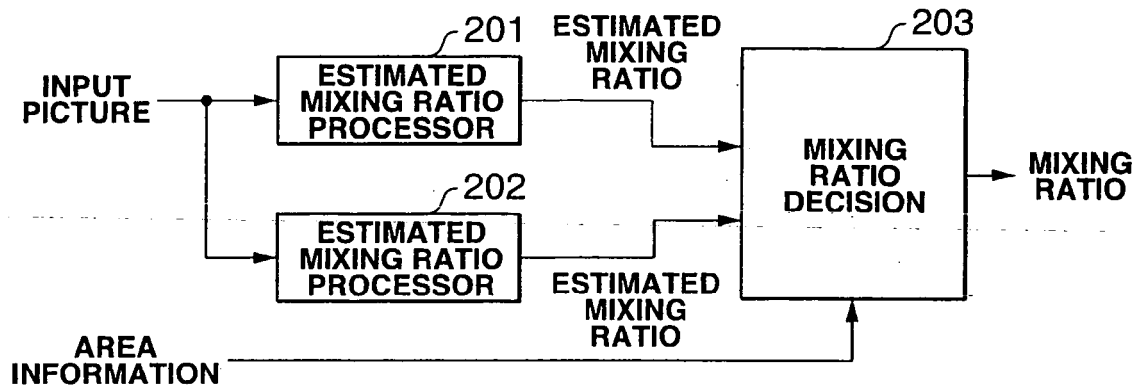 201
ESTIMATED
MIXING
RATIO
203
INPUT
PICTURE
ESTIMATED
MIXING RATIO
PROCESSOR
MIXING
RATIO
DECISION
MIXING
RATIO
202
ESTIMATED
MIXING RATIO
PROCESSOR
ESTIMATED
MIXING
RATIO
AREA
INFORMATION